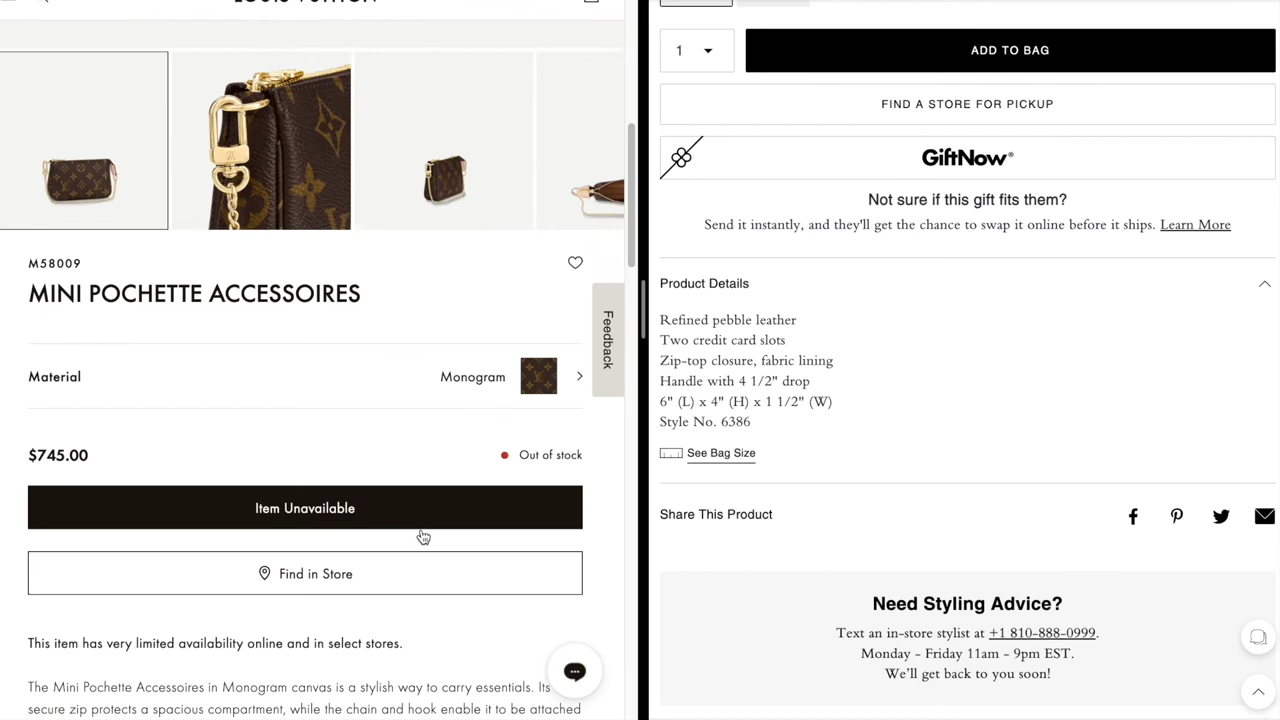 LOUIS VUITTON
M58009
MINI POCHETTE ACCESSOIRES
Material
Monogram
$745.00
Out of stock
Item Unavailable
Find in Store
This item has very limited availability online and in select stores.
The Mini Pochette Accessoires in Monogram canvas is a stylish way to carry essentials. Its
secure zip protects a spacious compartment, while the chain and hook enable it to be attached
Feedback
1
ADD TO BAG
FIND A STORE FOR PICKUP
GiftNow®
Not sure if this gift fits them?
Send it instantly, and they'll get the chance to swap it online before it ships. Learn More
Product Details
Refined pebble leather
Two credit card slots
Zip-top closure, fabric lining
Handle with 4 1/2" drop
6" (L) x 4" (H) x 1 1/2" (W)
Style No. 6386
See Bag Size
Share This Product
Need Styling Advice?
Text an in-store stylist at +1 810-888-0999.
Monday - Friday 11am - 9pm EST.
We'll get back to you soon!